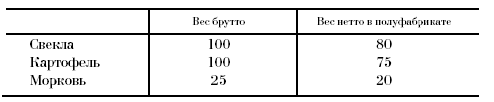 Вес брутто Вес нетто в полуфабрикате
Свекла 100 80
Картофель 100 75
Морковь 25 20